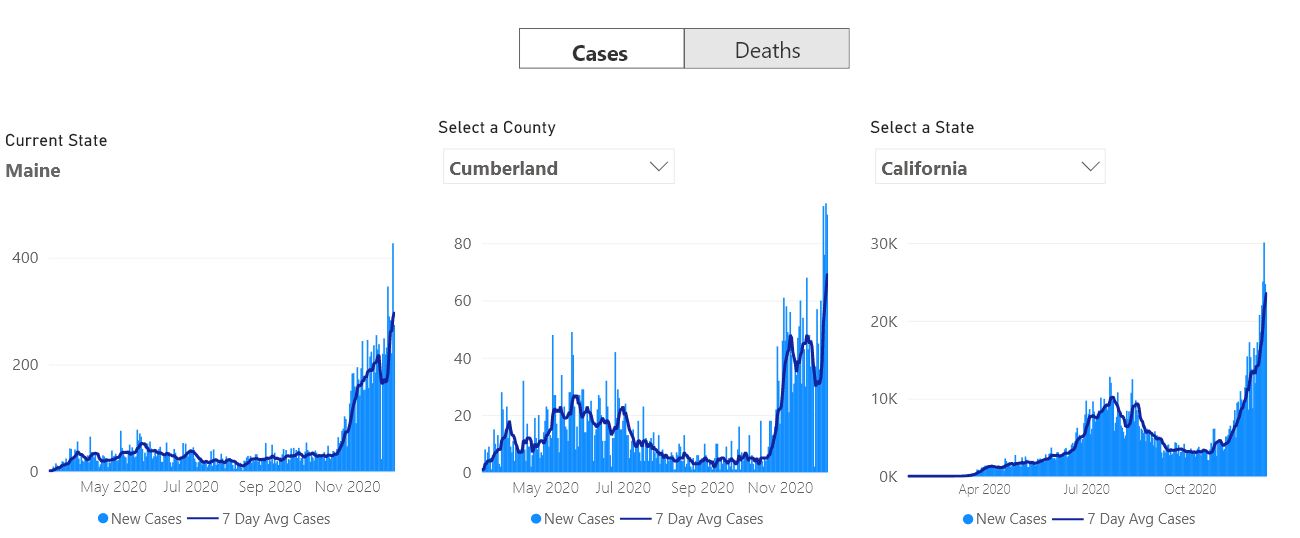 Cases
Deaths
Current State
Maine
400
200
0
May 2020 Jul 2020 Sep 2020 Nov 2020
New Cases 7 Day Avg Cases
Select a County
Cumberland
80
60
40
20
0
May 2020 Jul 2020 Sep 2020 Nov 2020
New Cases 7 Day Avg Cases
Select a State
California
30K
20K
10K
0K
Apr 2020 Jul 2020 Oct 2020
New Cases 7 Day Avg Cases